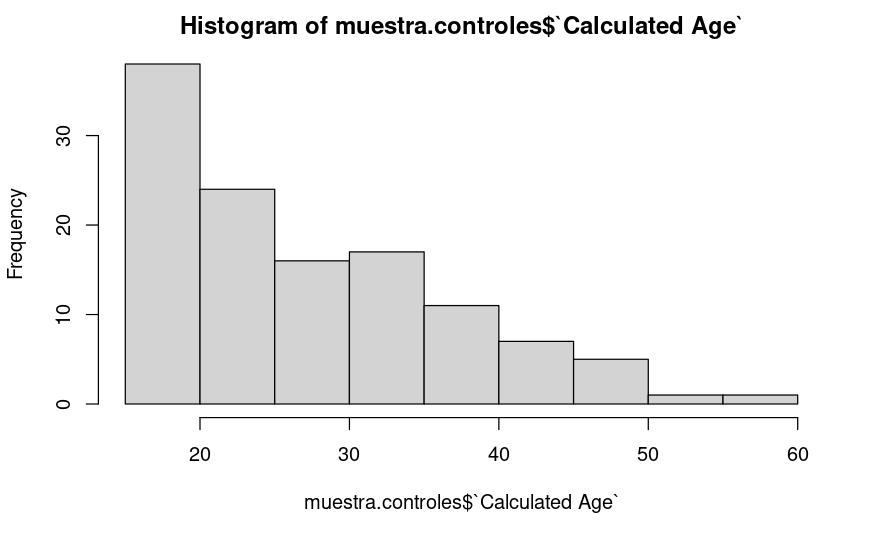 Histogram of muestra.controles$`Calculated Age`
Frequency
30
20
10
0
20 30 40 50 60
muestra.controles$`Calculated Age`